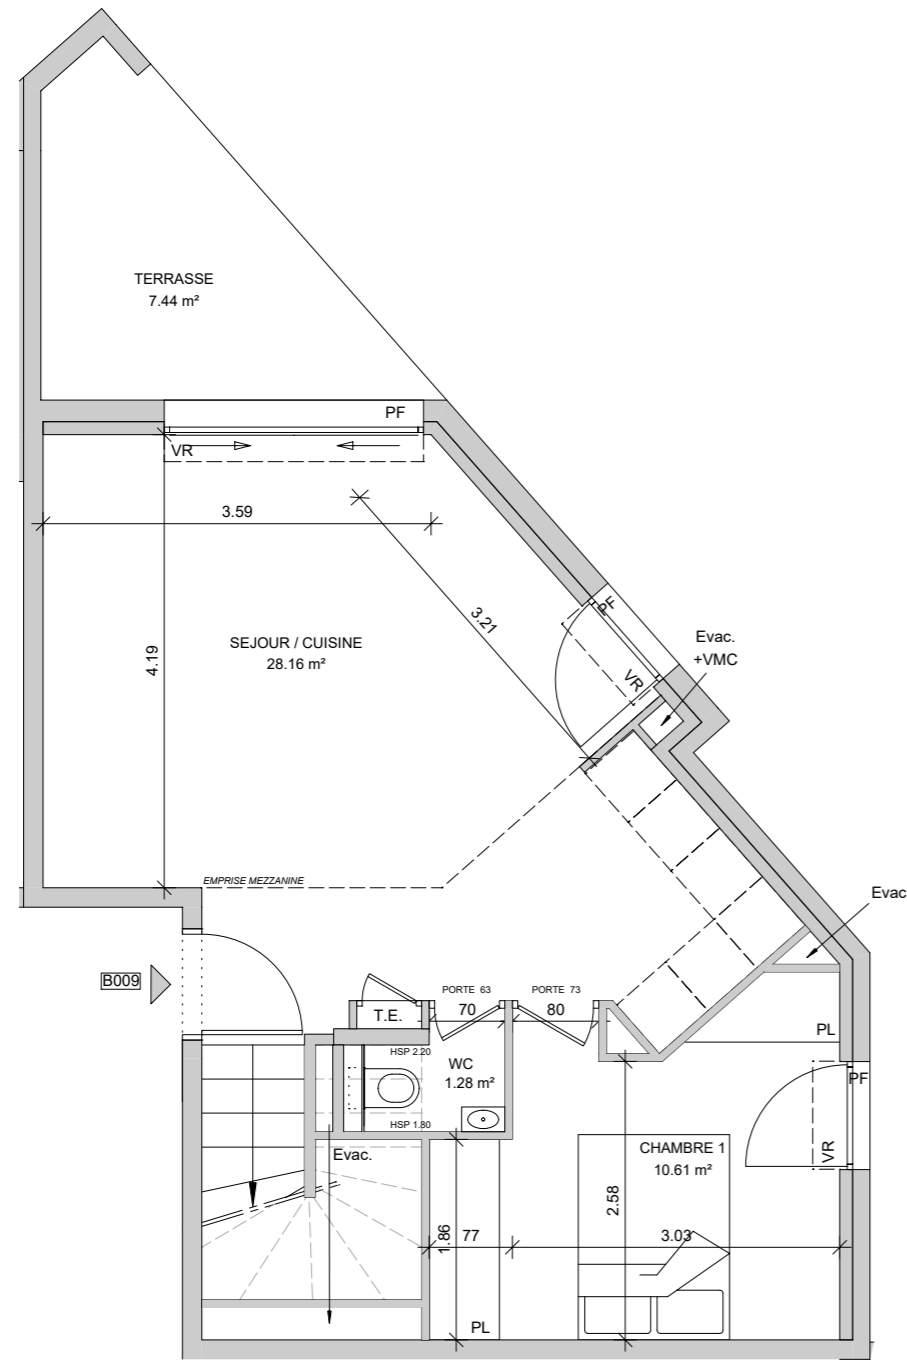 TERRASSE
7.44 m²
PF
VR
3.59
3.21
PF
SEJOUR / CUISINE
28.16 m²
4.19
VR
Evac.
+VMC
EMPRISE MEZZANINE
Evac
B009
PORTE 63
PORTE 73
T.E.
70
80
PL
HSP 2.20
WC
1.28 m²
PF
HSP 1.80
Evac.
CHAMBRE 1
10.61 m²
VR
2.58
1.86
77
3.03
PL